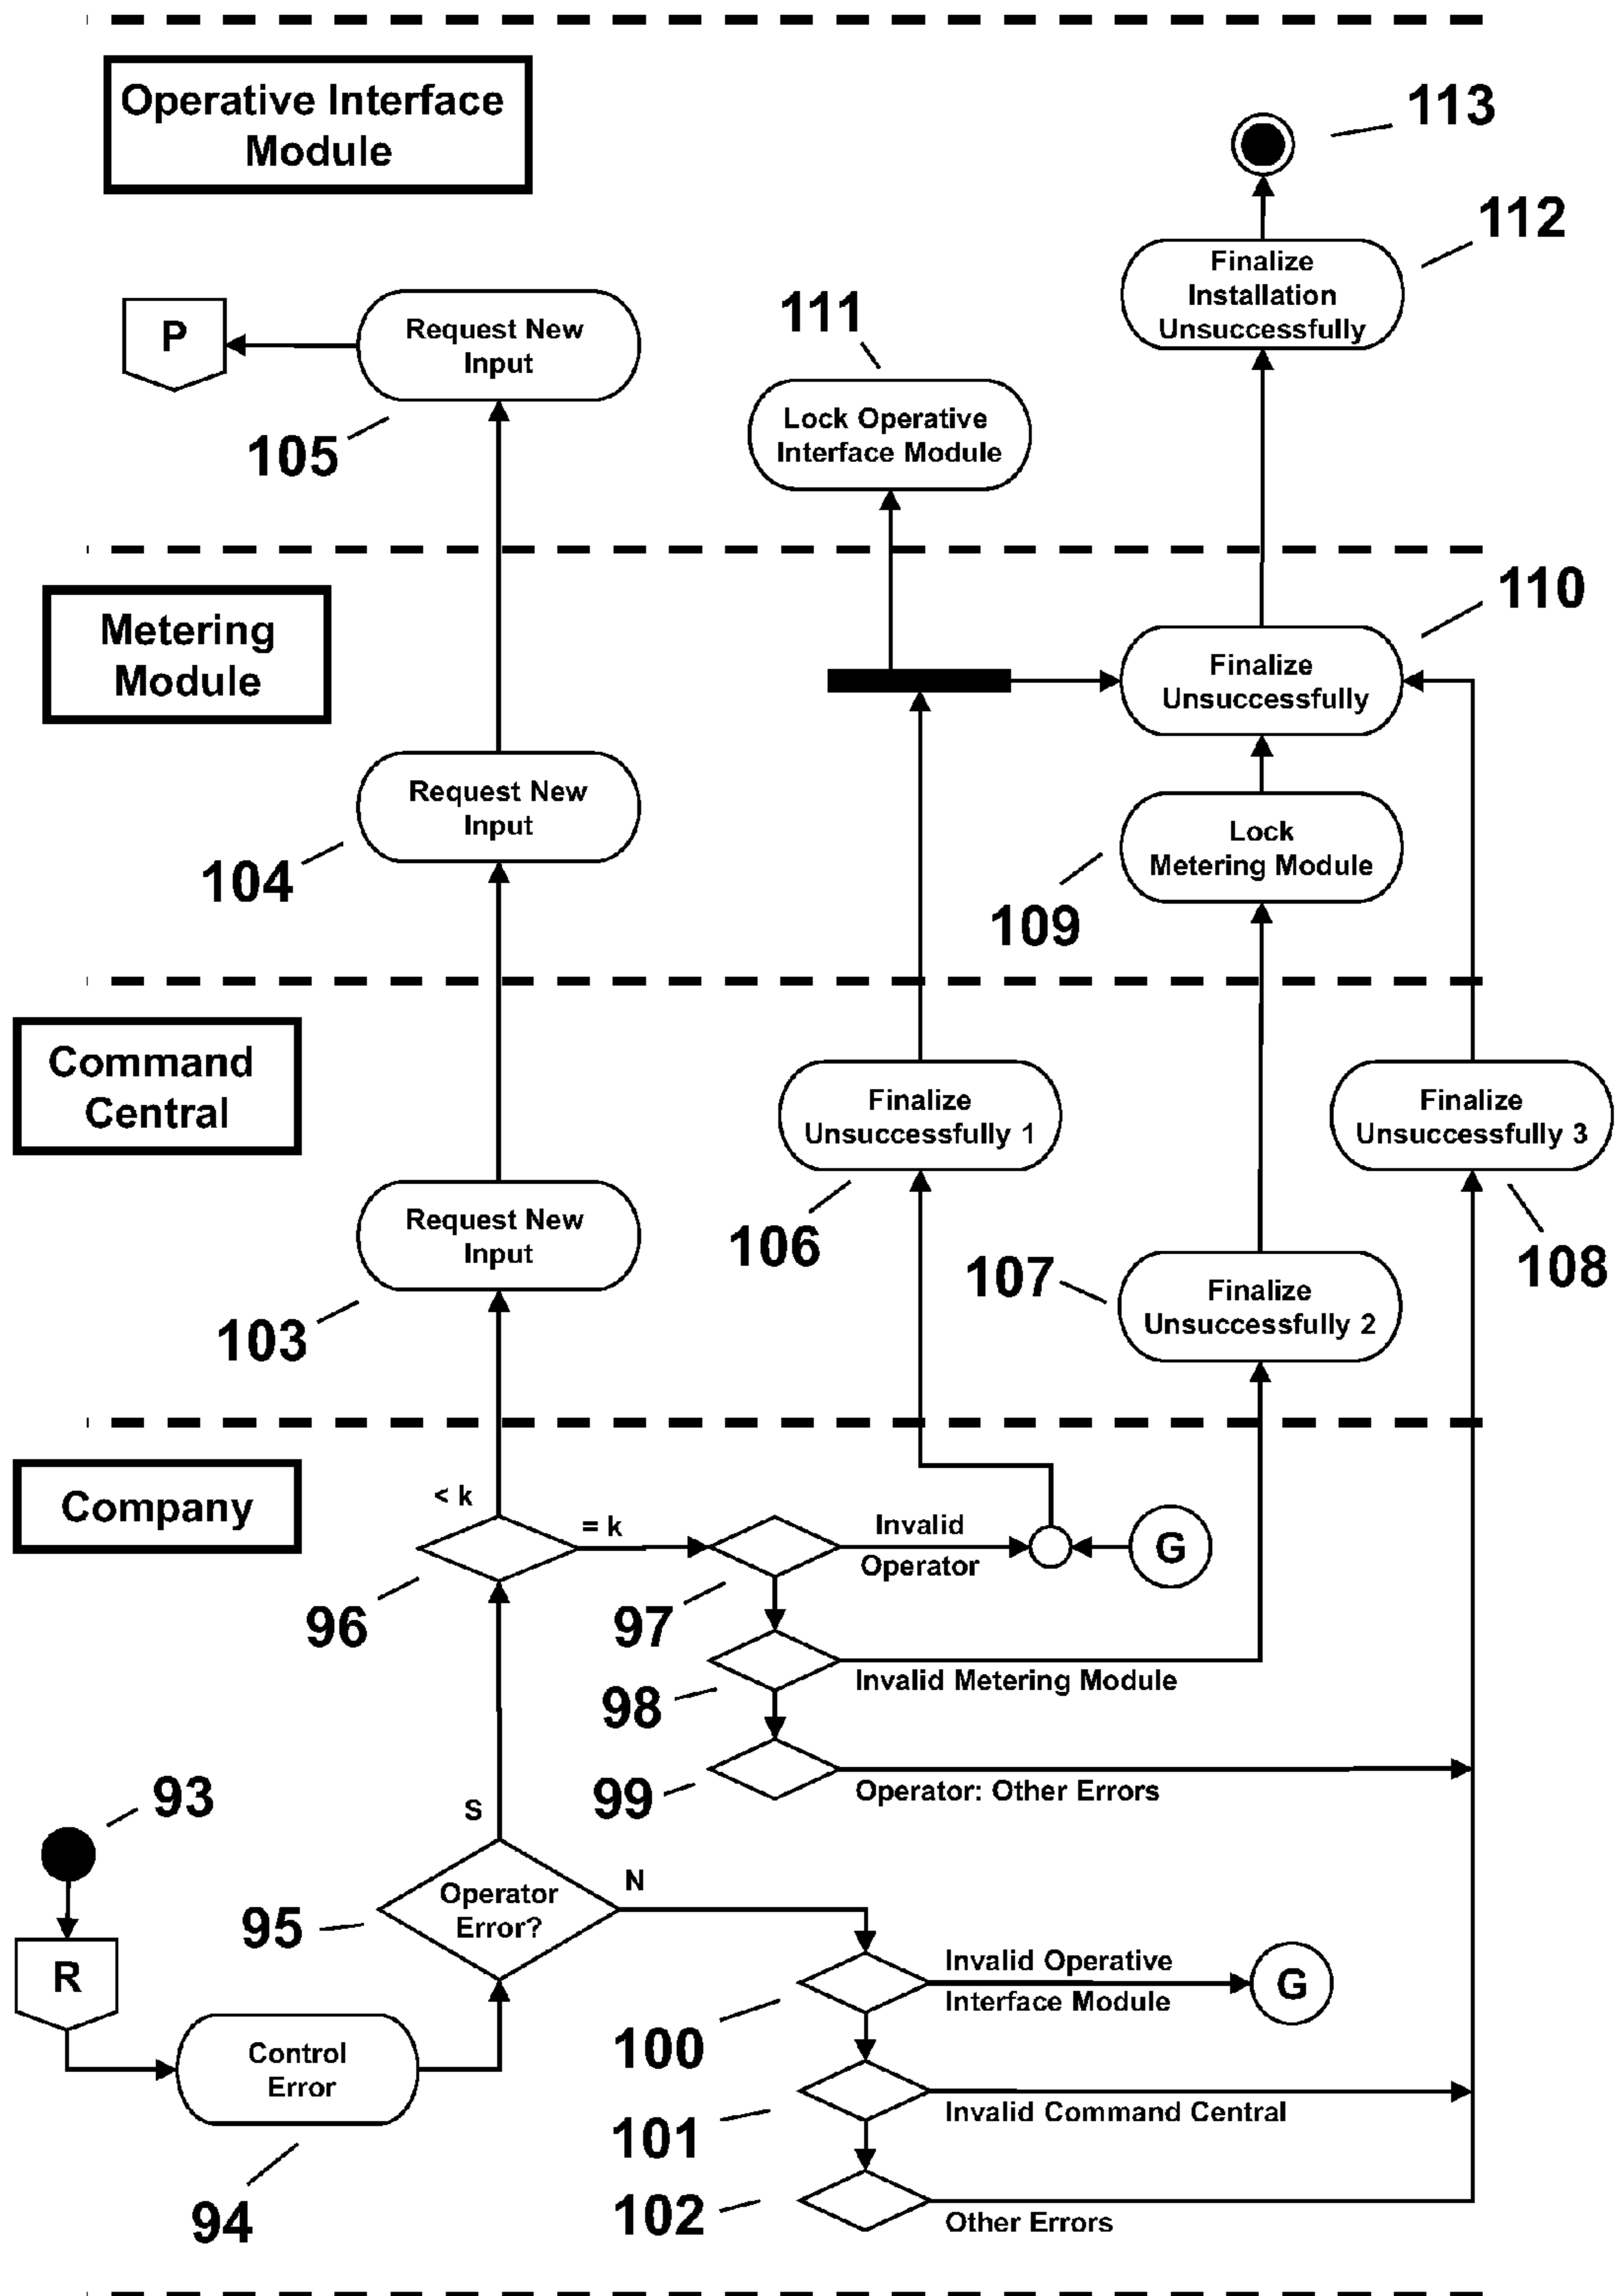 Operative Interface
Module
113
112
Finalize
Installation
Unsuccessfully
P
Request New
Input
105
111
Lock Operative
Interface Module
Metering
Module
110
Finalize
Unsuccessfully
Request New
Input
104
Lock
Metering Module
109
Command
Central
Finalize
Unsuccessfully 1
Finalize
Unsuccessfully 3
106
108
Request New
Input
103
107
Finalize
Unsuccessfully 2
Company
< k
= k
Invalid
Operator
G
96
97
98
Invalid Metering Module
99
Operator: Other Errors
93
S
N
95
Operator
Error?
R
Invalid Operative
Interface Module
G
100
Control
Error
94
101
Invalid Command Central
102
Other Errors